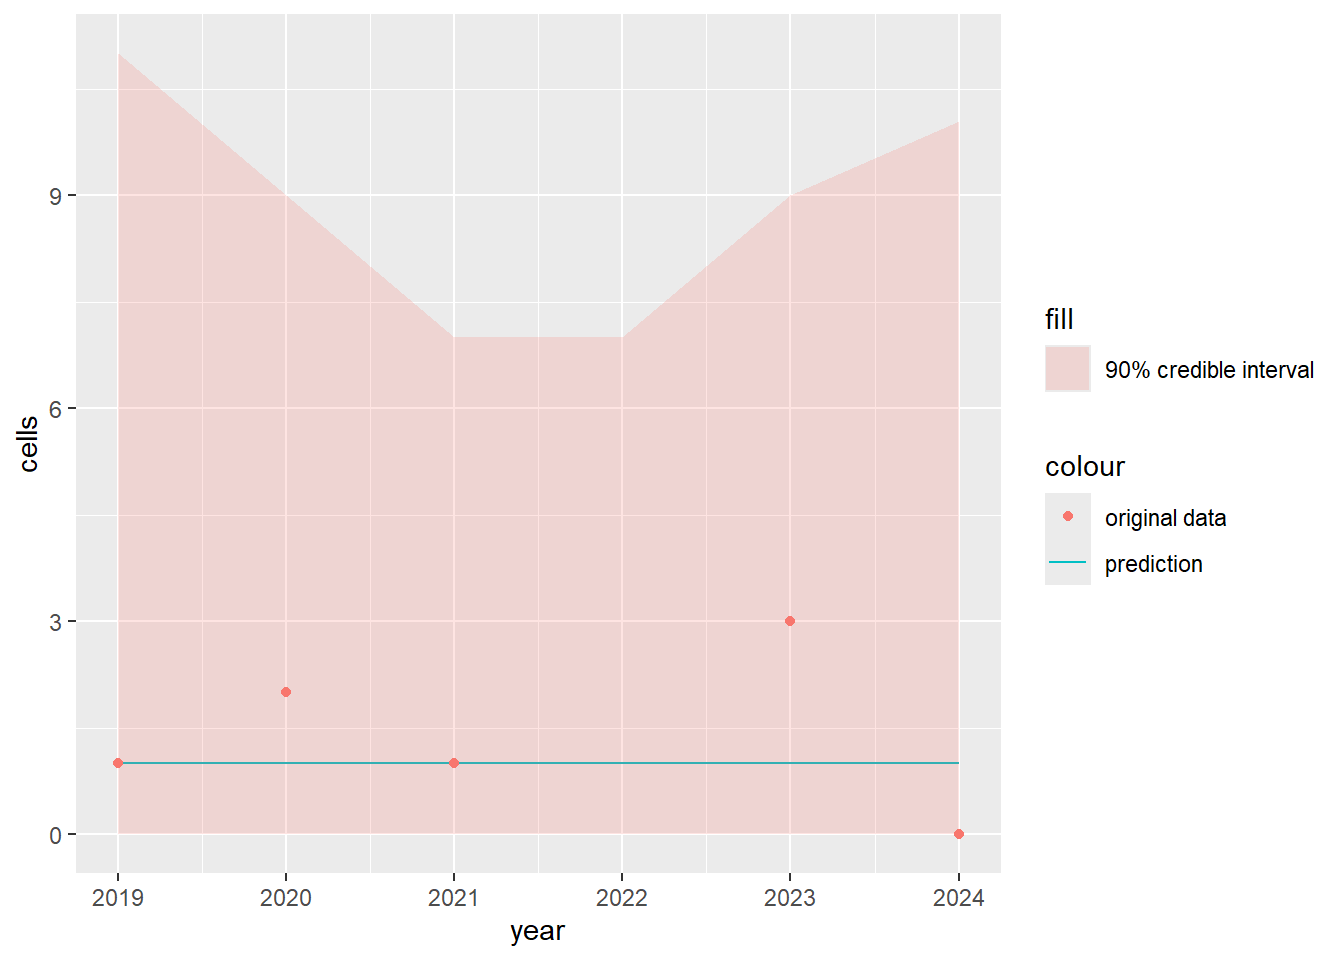 9
6
3
0
cells
2019 2020 2021 2022 2023 2024
year
fill
90% credible interval
colour
original data
prediction